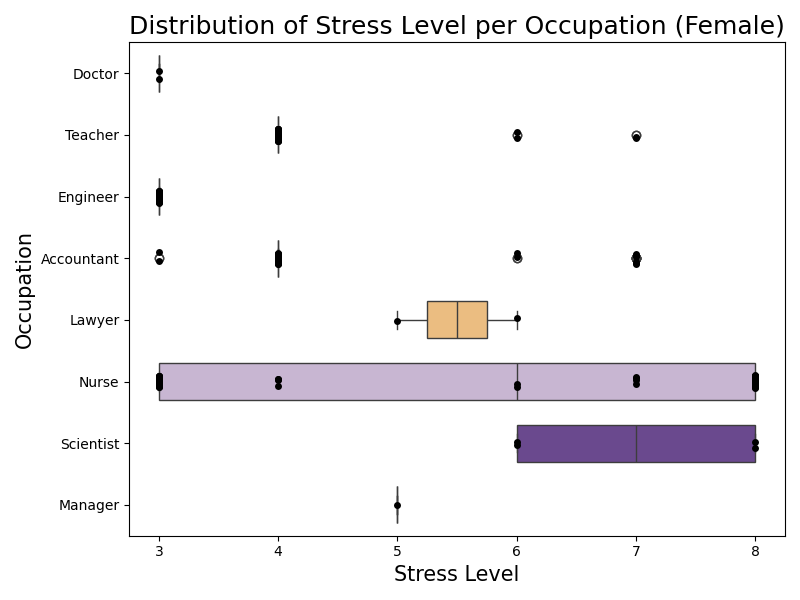 Distribution of Stress Level per Occupation (Female)
Doctor
Teacher
Engineer
Accountant
Lawyer
Nurse
Scientist
Manager
Occupation
3 4 5 6 7 8
Stress Level